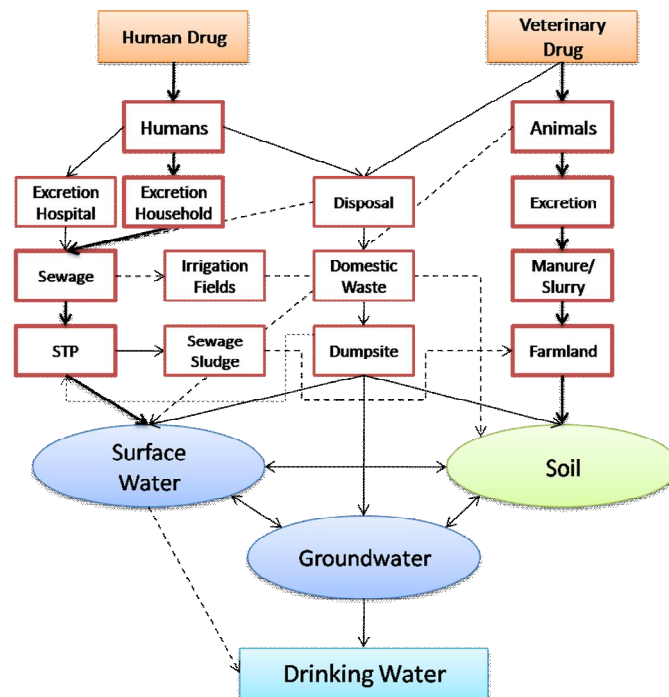 Human Drug
Veterinary
Drug
Humans
Animals
Excretion
Hospital
Excretion
Household
Disposal
Excretion
Sewage
Irrigation
Fields
Domestic
Waste
Manure/
Slurry
STP
Sewage
Sludge
Dumpsite
Farmland
Surface
Water
Soil
Groundwater
Drinking Water